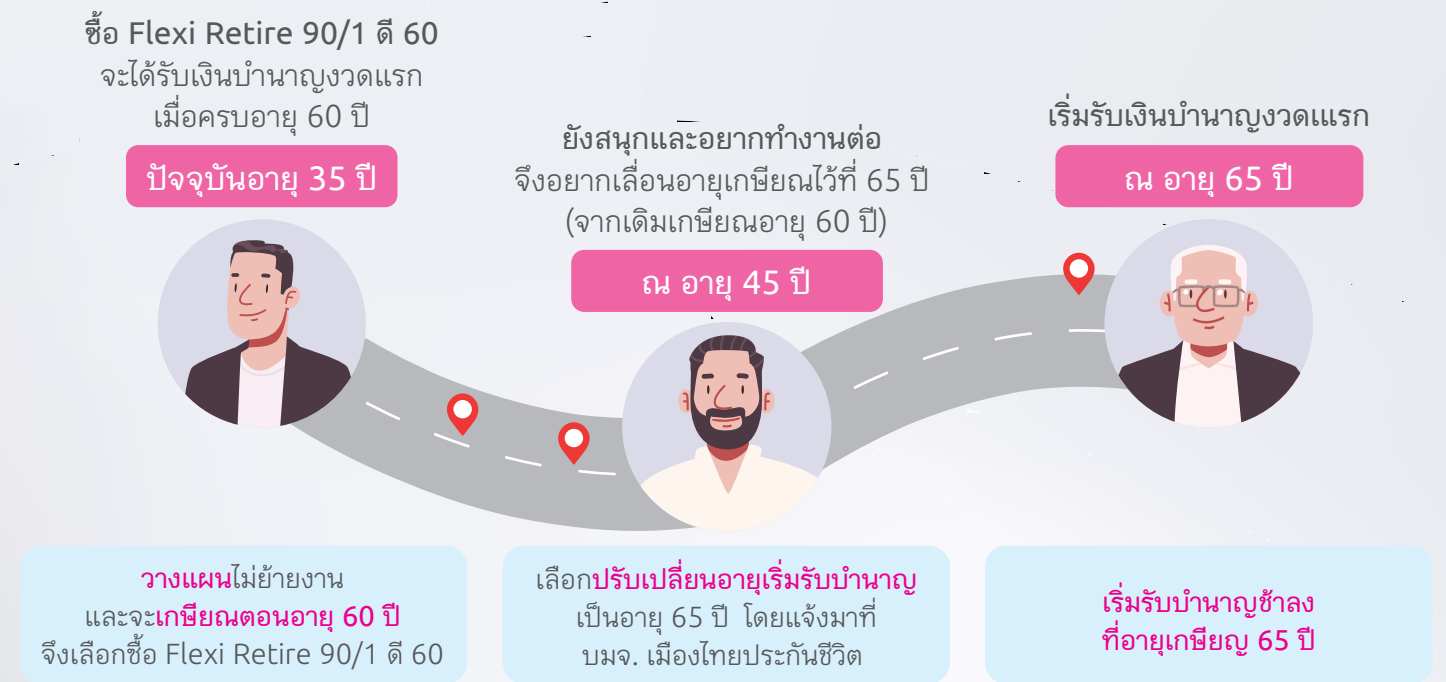 ซื้อ Flexi Retire 90/1 ดี 60
จะได้รับเงินบำนาญงวดแรก
เมื่อครบอายุ 60 ปี
ปัจจุบันอายุ 35 ปี
ยังสนุกและอยากทำงานต่อ
จึงอยากเลื่อนอายุเกษียณไว้ที่ 65 ปี
(จากเดิมเกษียณอายุ 60 ปี)
ณ อายุ 45 ปี
เริ่มรับเงินบำนาญงวดแรก
ณ อายุ 65 ปี
วางแผนไม่ย้ายงาน
และจะเกษียณตอนอายุ 60 ปี
จึงเลือกซื้อ Flexi Retire 90/1 ดี 60
เลือกปรับเปลี่ยนอายุเริ่มรับบำนาญ
เป็นอายุ 65 ปี โดยแจ้งมาที่
บมจ. เมืองไทยประกันชีวิต
เริ่มรับบำนาญช้าลง
ที่อายุเกษียญ 65 ปี